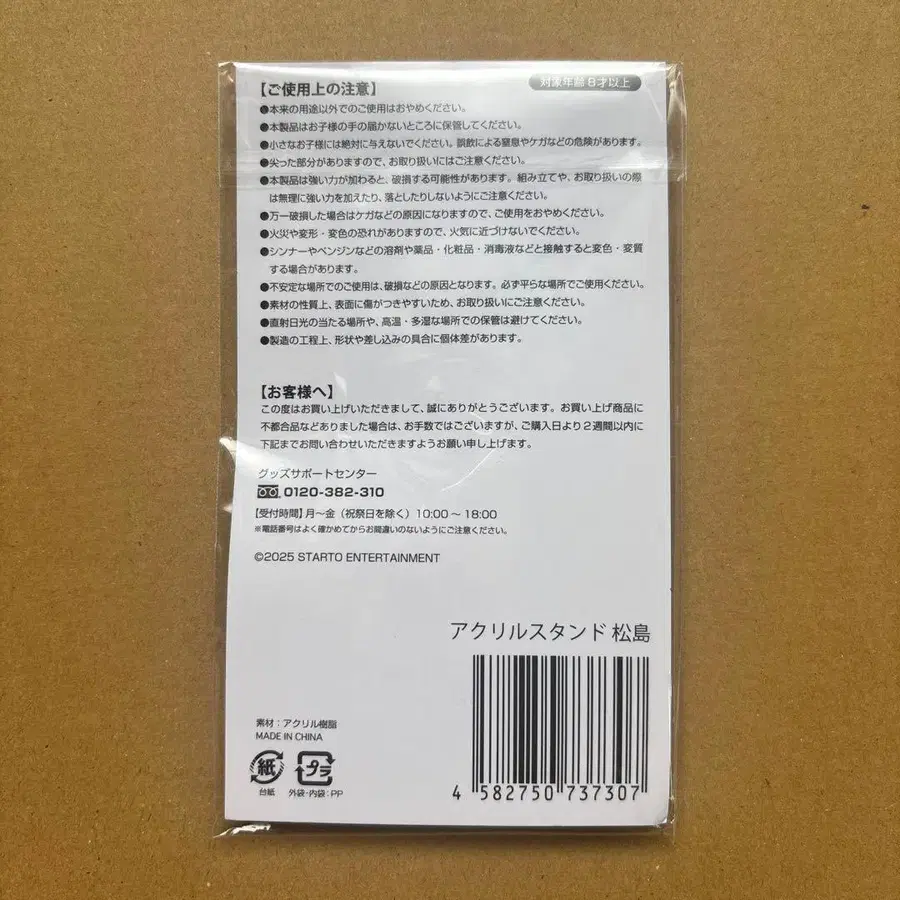 【ご使用上の注意】
対象年齢8才以上
●本来の用途以外でのご使用はおやめください。
●本製品はお子様の手の届かないところに保管してください。
●小さなお子様には絶対に与えないでください。誤飲による窒息やケガなどの危険があります。
●尖った部分がありますので、お取り扱いにはご注意ください。
●本製品は強い力が加わると、破損する可能性があります。組み立てや、お取り扱いの際
は無理に強い力を加えたり、落としたりしないようにご注意ください。
●万一破損した場合はケガなどの原因になりますので、ご使用をおやめください。
●火災や変形・変色の恐れがありますので、火気に近づけないでください。
●シンナーやベンジンなどの溶剤や薬品・化粧品・消毒液などと接触すると変色・変質
する場合があります。
●不安定な場所でのご使用は、破損などの原因となります。必ず平らな場所でご使用ください。
●素材の性質上、表面に傷がつきやすいため、お取り扱いにご注意ください。
●直射日光の当たる場所や、高温・多湿な場所での保管は避けてください。
●製造の工程上、形状や差し込みの具合に個体差があります。
【お客様へ】
この度はお買い上げいただきまして、誠にありがとうございます。お買い上げ商品に
不都合品などありました場合は、お手数ではございますが、ご購入日より2週間以内に
下記までお問い合わせいただきますようお願い申し上げます。
グッズサポートセンター
0120-382-310
【受付時間】月〜金（祝祭日を除く）10:00〜18:00
※電話番号はよく確かめてからお間違いのないようにご注意ください。
©2025 STARTO ENTERTAINMENT
アクリルスタンド 松島
素材：アクリル樹脂
MADE IN CHINA
紙 プラ
台紙 外袋・内袋：PP
4 582750 737307